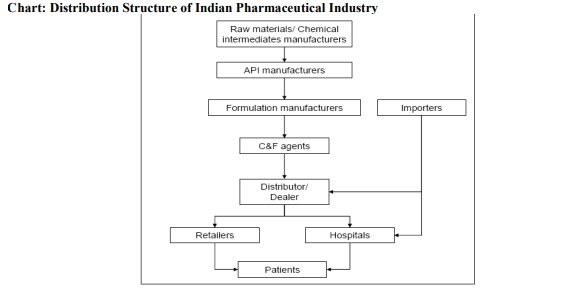 Chart: Distribution Structure of Indian Pharmaceutical Industry
Raw materials/ Chemical
intermediates manufacturers
API manufacturers
Formulation manufacturers
Importers
C&F agents
Distributor/
Dealer
Retailers
Hospitals
Patients